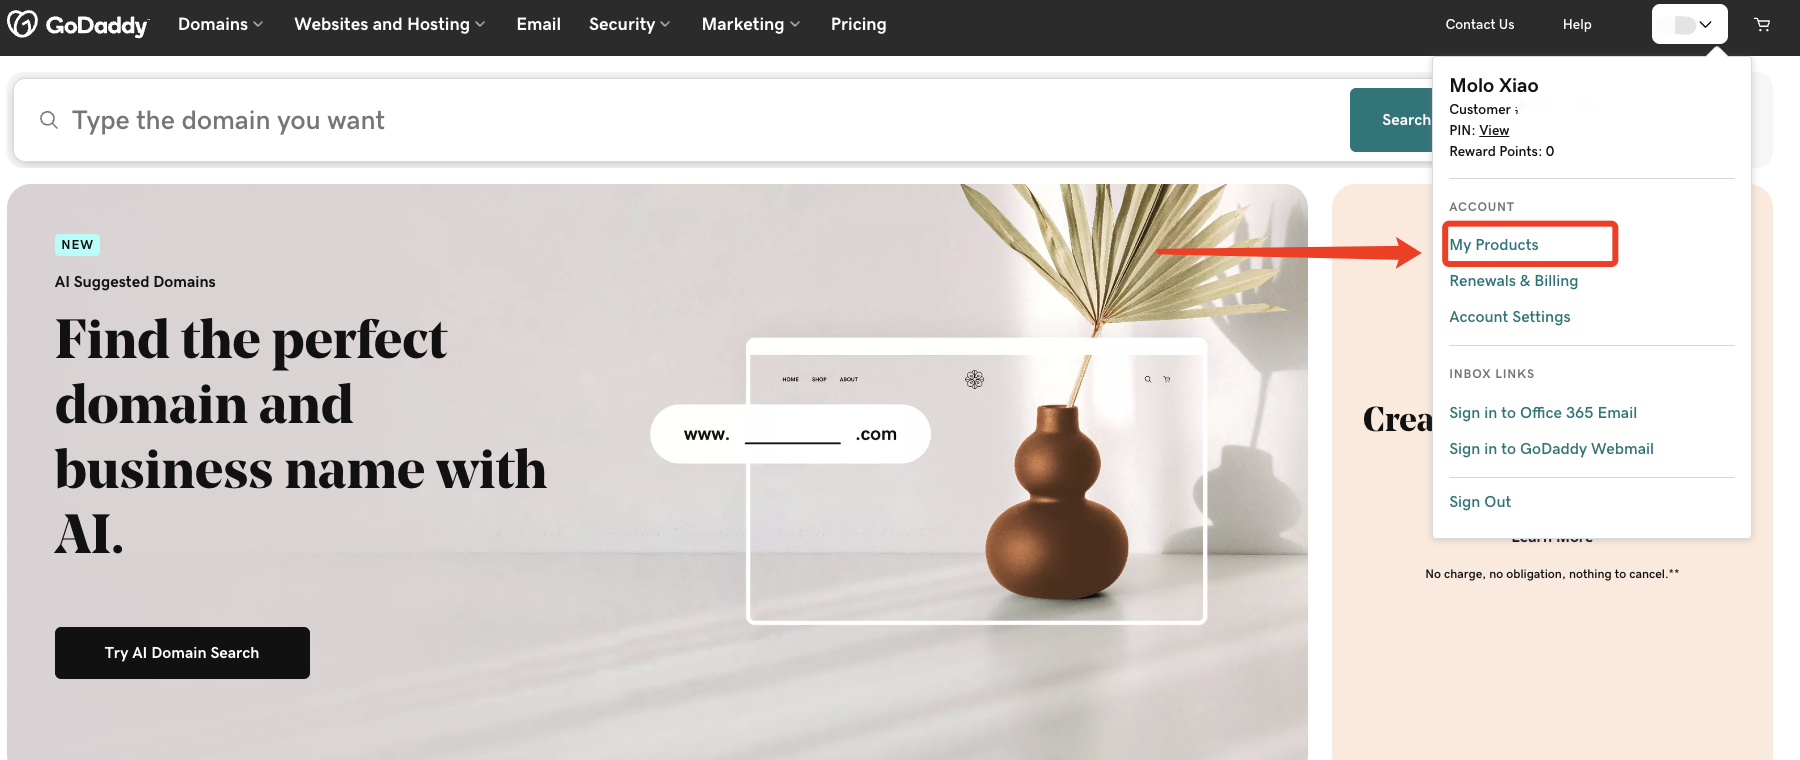 GoDaddy
Domains
Websites and Hosting
Email
Security
Marketing
Pricing
Contact Us
Help
Type the domain you want
Search
Molo Xiao
Customer
PIN: View
Reward Points: 0
ACCOUNT
My Products
Renewals & Billing
Account Settings
INBOX LINKS
Sign in to Office 365 Email
Sign in to GoDaddy Webmail
Sign Out
NEW
AI Suggested Domains
Find the perfect
domain and
business name with
AI.
Try AI Domain Search
HOME SHOP ABOUT
www. ________ .com
Crea
Learn More
No charge, no obligation, nothing to cancel.**